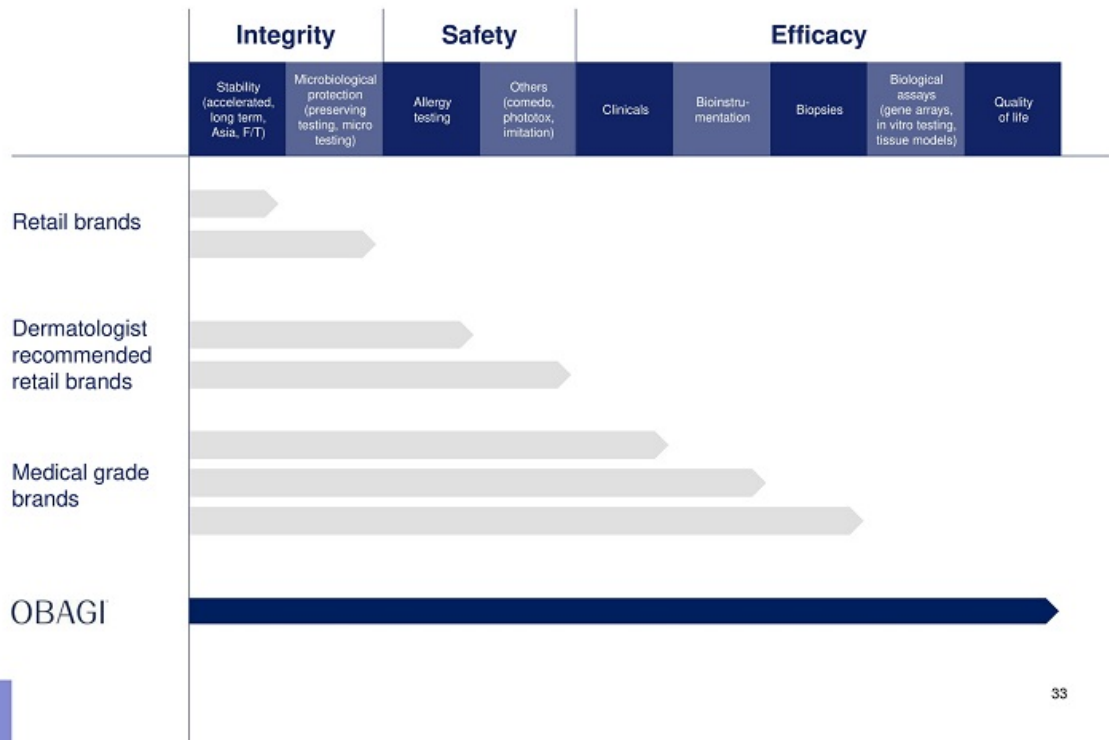 Integrity
Safety
Efficacy
Stability
(accelerated,
long term,
Asia, F/T)
Microbiological
protection
(preserving
testing, micro
testing)
Allergy
testing
Others
(comedo,
phototox,
imitation)
Clinicals
Bioinstru-
mentation
Biopsies
Biological
assays
(gene arrays,
in vitro testing,
tissue models)
Quality
of life
Retail brands
Dermatologist
recommended
retail brands
Medical grade
brands
OBAGI
33